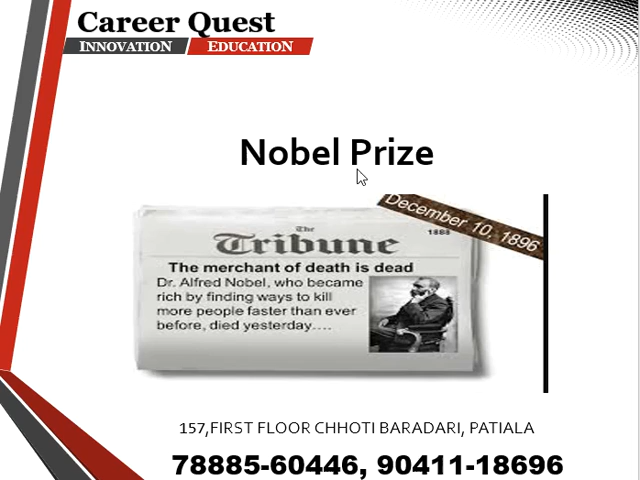 Career Quest
INNOVATION EDUCATION
Nobel Prize
December 10, 1896
The
Tribune
1888
The merchant of death is dead
Dr. Alfred Nobel, who became
rich by finding ways to kill
more people faster than ever
before, died yesterday....
157,FIRST FLOOR CHHOTI BARADARI, PATIALA
78885-60446, 90411-18696